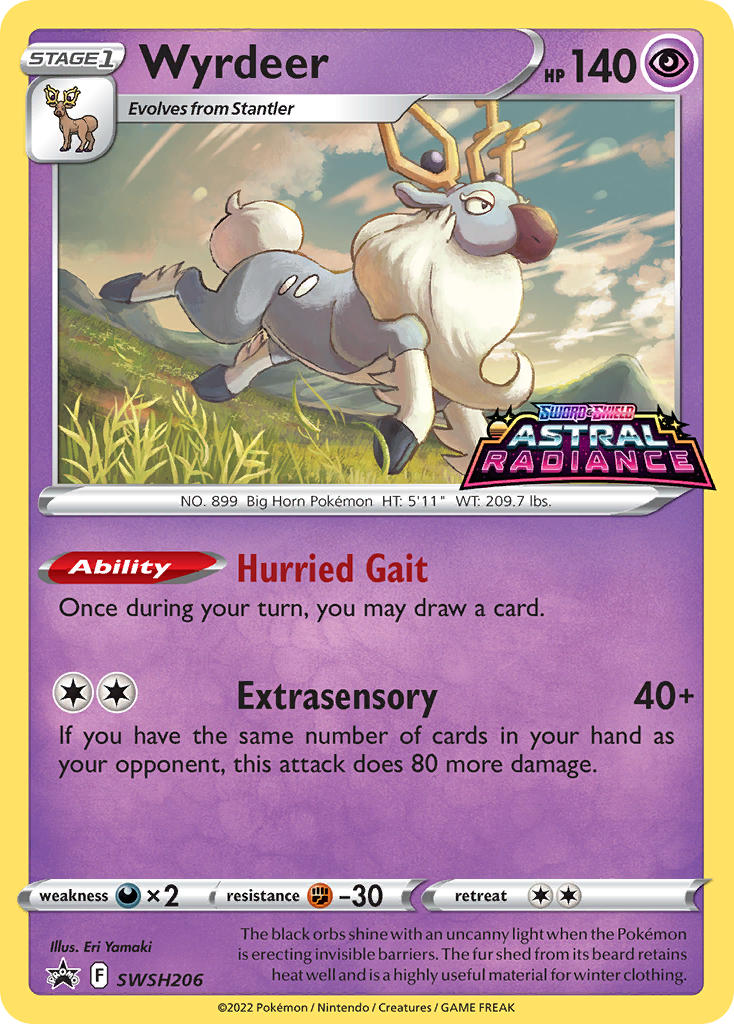 STAGE 1
Wyrdeer
HP 140
Evolves from Stantler
SWORD & SHIELD
ASTRAL
RADIANCE
NO. 899 Big Horn Pokémon HT: 5'11" WT: 209.7 lbs.
Ability Hurried Gait
Once during your turn, you may draw a card.
Extrasensory 40+
If you have the same number of cards in your hand as
your opponent, this attack does 80 more damage.
weakness ×2 resistance -30 retreat
Illus. Eri Yamaki
The black orbs shine with an uncanny light when the Pokémon
is erecting invisible barriers. The fur shed from its beard retains
heat well and is a highly useful material for winter clothing.
PROMO F SWSH206
©2022 Pokémon / Nintendo / Creatures / GAME FREAK